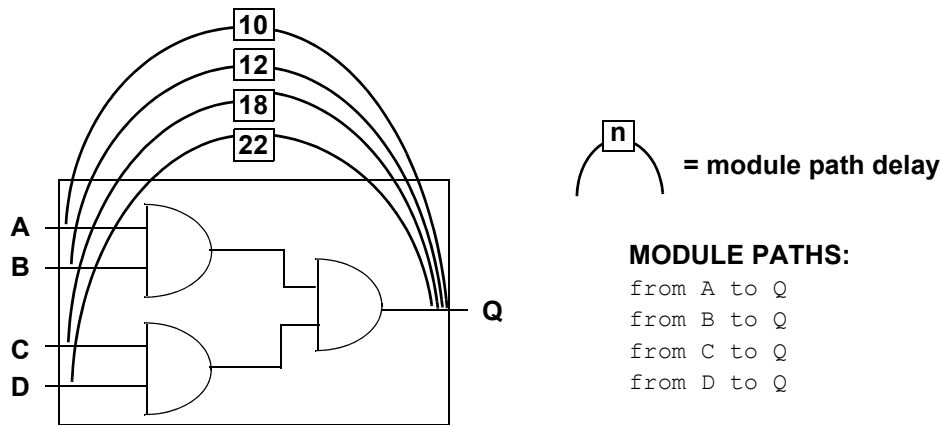 10
12
18
22
n
= module path delay
A
B
C
D
Q
MODULE PATHS:
from A to Q
from B to Q
from C to Q
from D to Q